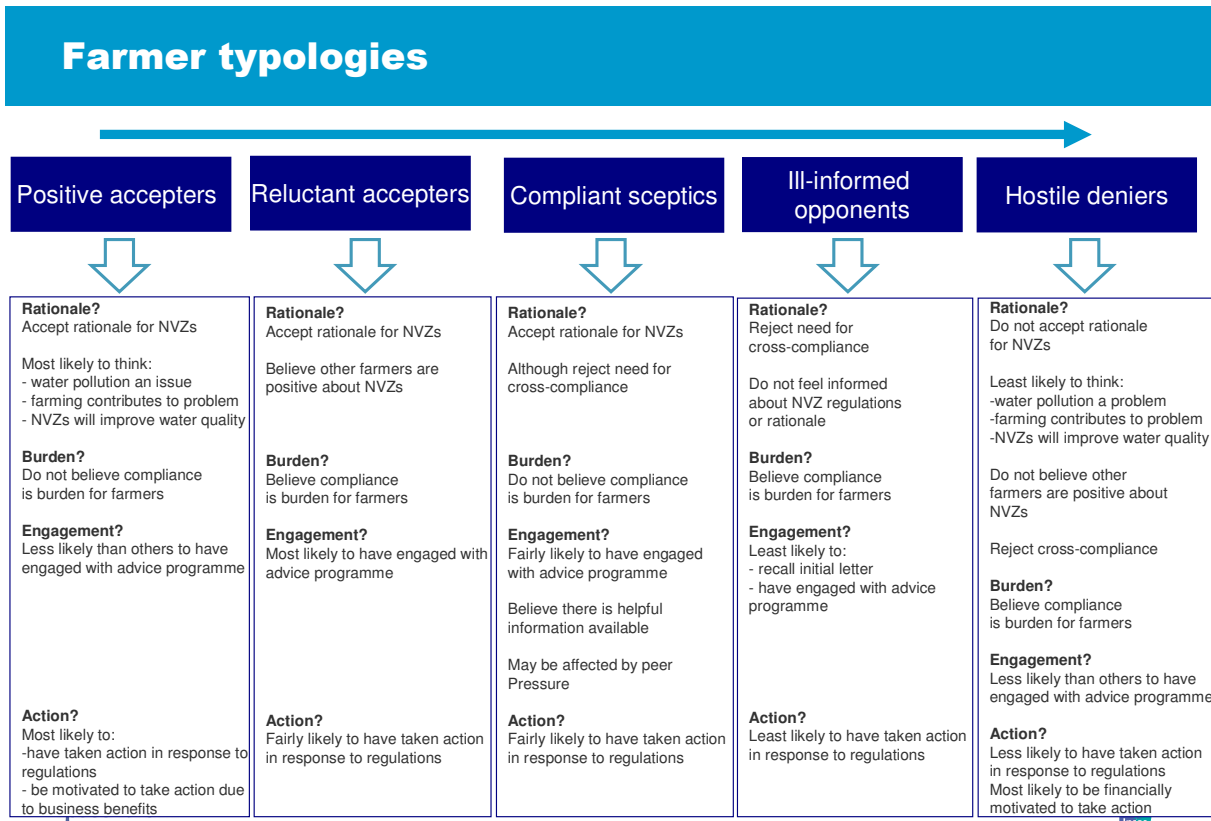 Farmer typologies
Positive accepters
Reluctant accepters
Compliant sceptics
Ill-informed
opponents
Hostile deniers
Rationale?
Accept rationale for NVZs
Most likely to think:
- water pollution an issue
- farming contributes to problem
- NVZs will improve water quality
Burden?
Do not believe compliance
is burden for farmers
Engagement?
Less likely than others to have
engaged with advice programme
Action?
Most likely to:
-have taken action in response to
regulations
- be motivated to take action due
to business benefits
Rationale?
Accept rationale for NVZs
Believe other farmers are
positive about NVZs
Burden?
Believe compliance
is burden for farmers
Engagement?
Most likely to have engaged with
advice programme
Action?
Fairly likely to have taken action
in response to regulations
Rationale?
Accept rationale for NVZs
Although reject need for
cross-compliance
Burden?
Do not believe compliance
is burden for farmers
Engagement?
Fairly likely to have engaged
with advice programme
Believe there is helpful
information available
May be affected by peer
Pressure
Action?
Fairly likely to have taken action
in response to regulations
Rationale?
Reject need for
cross-compliance
Do not feel informed
about NVZ regulations
or rationale
Burden?
Believe compliance
is burden for farmers
Engagement?
Least likely to:
- recall initial letter
- have engaged with advice
programme
Action?
Least likely to have taken action
in response to regulations
Rationale?
Do not accept rationale
for NVZs
Least likely to think:
-water pollution a problem
-farming contributes to problem
-NVZs will improve water quality
Do not believe other
farmers are positive about
NVZs
Reject cross-compliance
Burden?
Believe compliance
is burden for farmers
Engagement?
Less likely than others to have
engaged with advice programme
Action?
Less likely to have taken action
in response to regulations
Most likely to be financially
motivated to take action